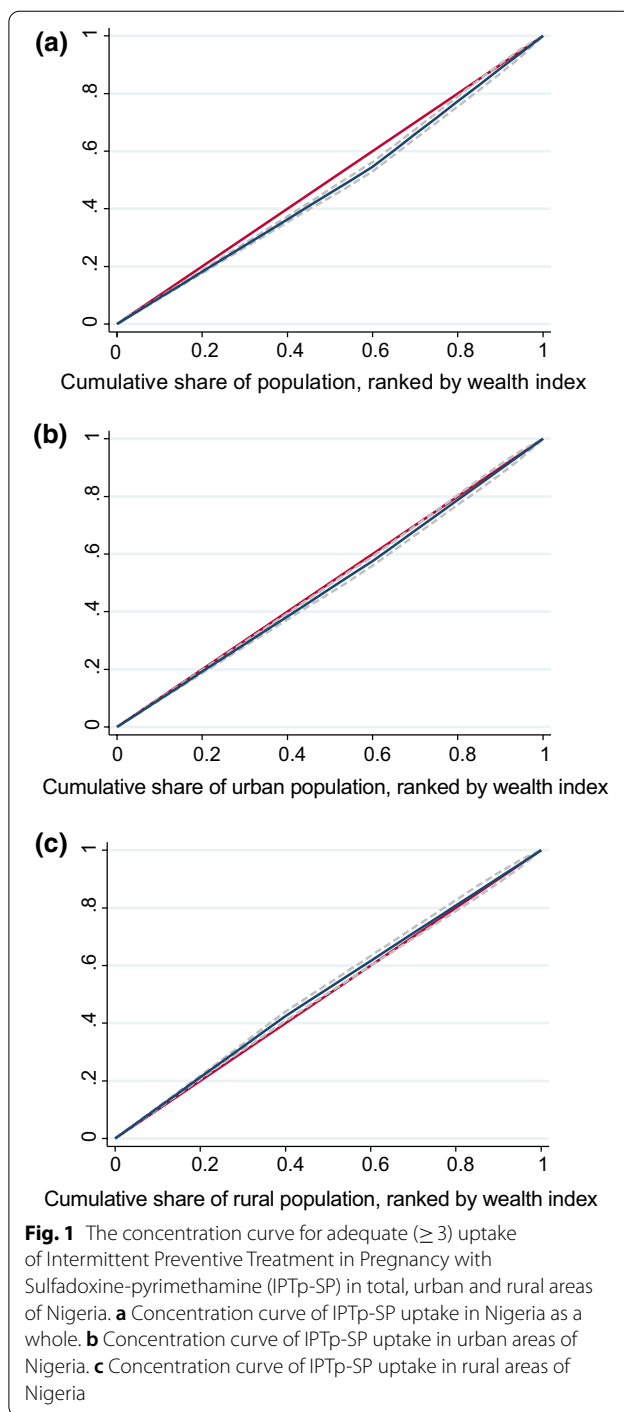 (a)
1
.8
.6
.4
.2
0
0 0.2 0.4 0.6 0.8 1
Cumulative share of population, ranked by wealth index
(b)
1
.8
.6
.4
.2
0
0 0.2 0.4 0.6 0.8 1
Cumulative share of urban population, ranked by wealth index
(c)
1
.8
.6
.4
.2
0
0 0.2 0.4 0.6 0.8 1
Cumulative share of rural population, ranked by wealth index
Fig. 1 The concentration curve for adequate (≥ 3) uptake
of Intermittent Preventive Treatment in Pregnancy with
Sulfadoxine-pyrimethamine (IPTp-SP) in total, urban and rural areas
of Nigeria. a Concentration curve of IPTp-SP uptake in Nigeria as a
whole. b Concentration curve of IPTp-SP uptake in urban areas of
Nigeria. c Concentration curve of IPTp-SP uptake in rural areas of
Nigeria